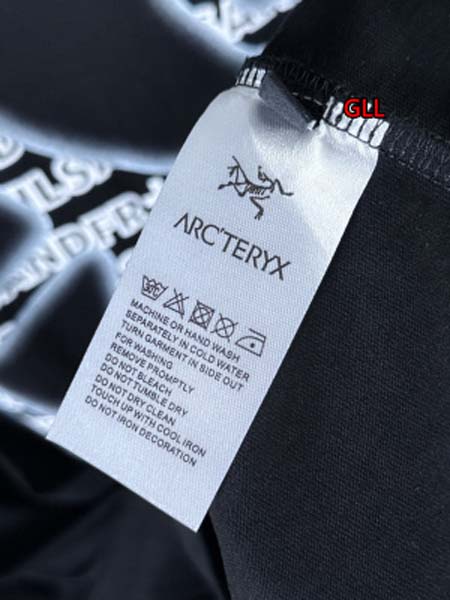 GLL
ARC'TERYX
MACHINE OR HAND WASH
SEPARATELY IN COLD WATER
TURN GARMENT IN SIDE OUT
FOR WASHING
REMOVE PROMPTLY
DO NOT BLEACH
DO NOT TUMBLE DRY
DO NOT DRY CLEAN
TOUCH UP WITH COOL IRON
DO NOT IRON DECORATION